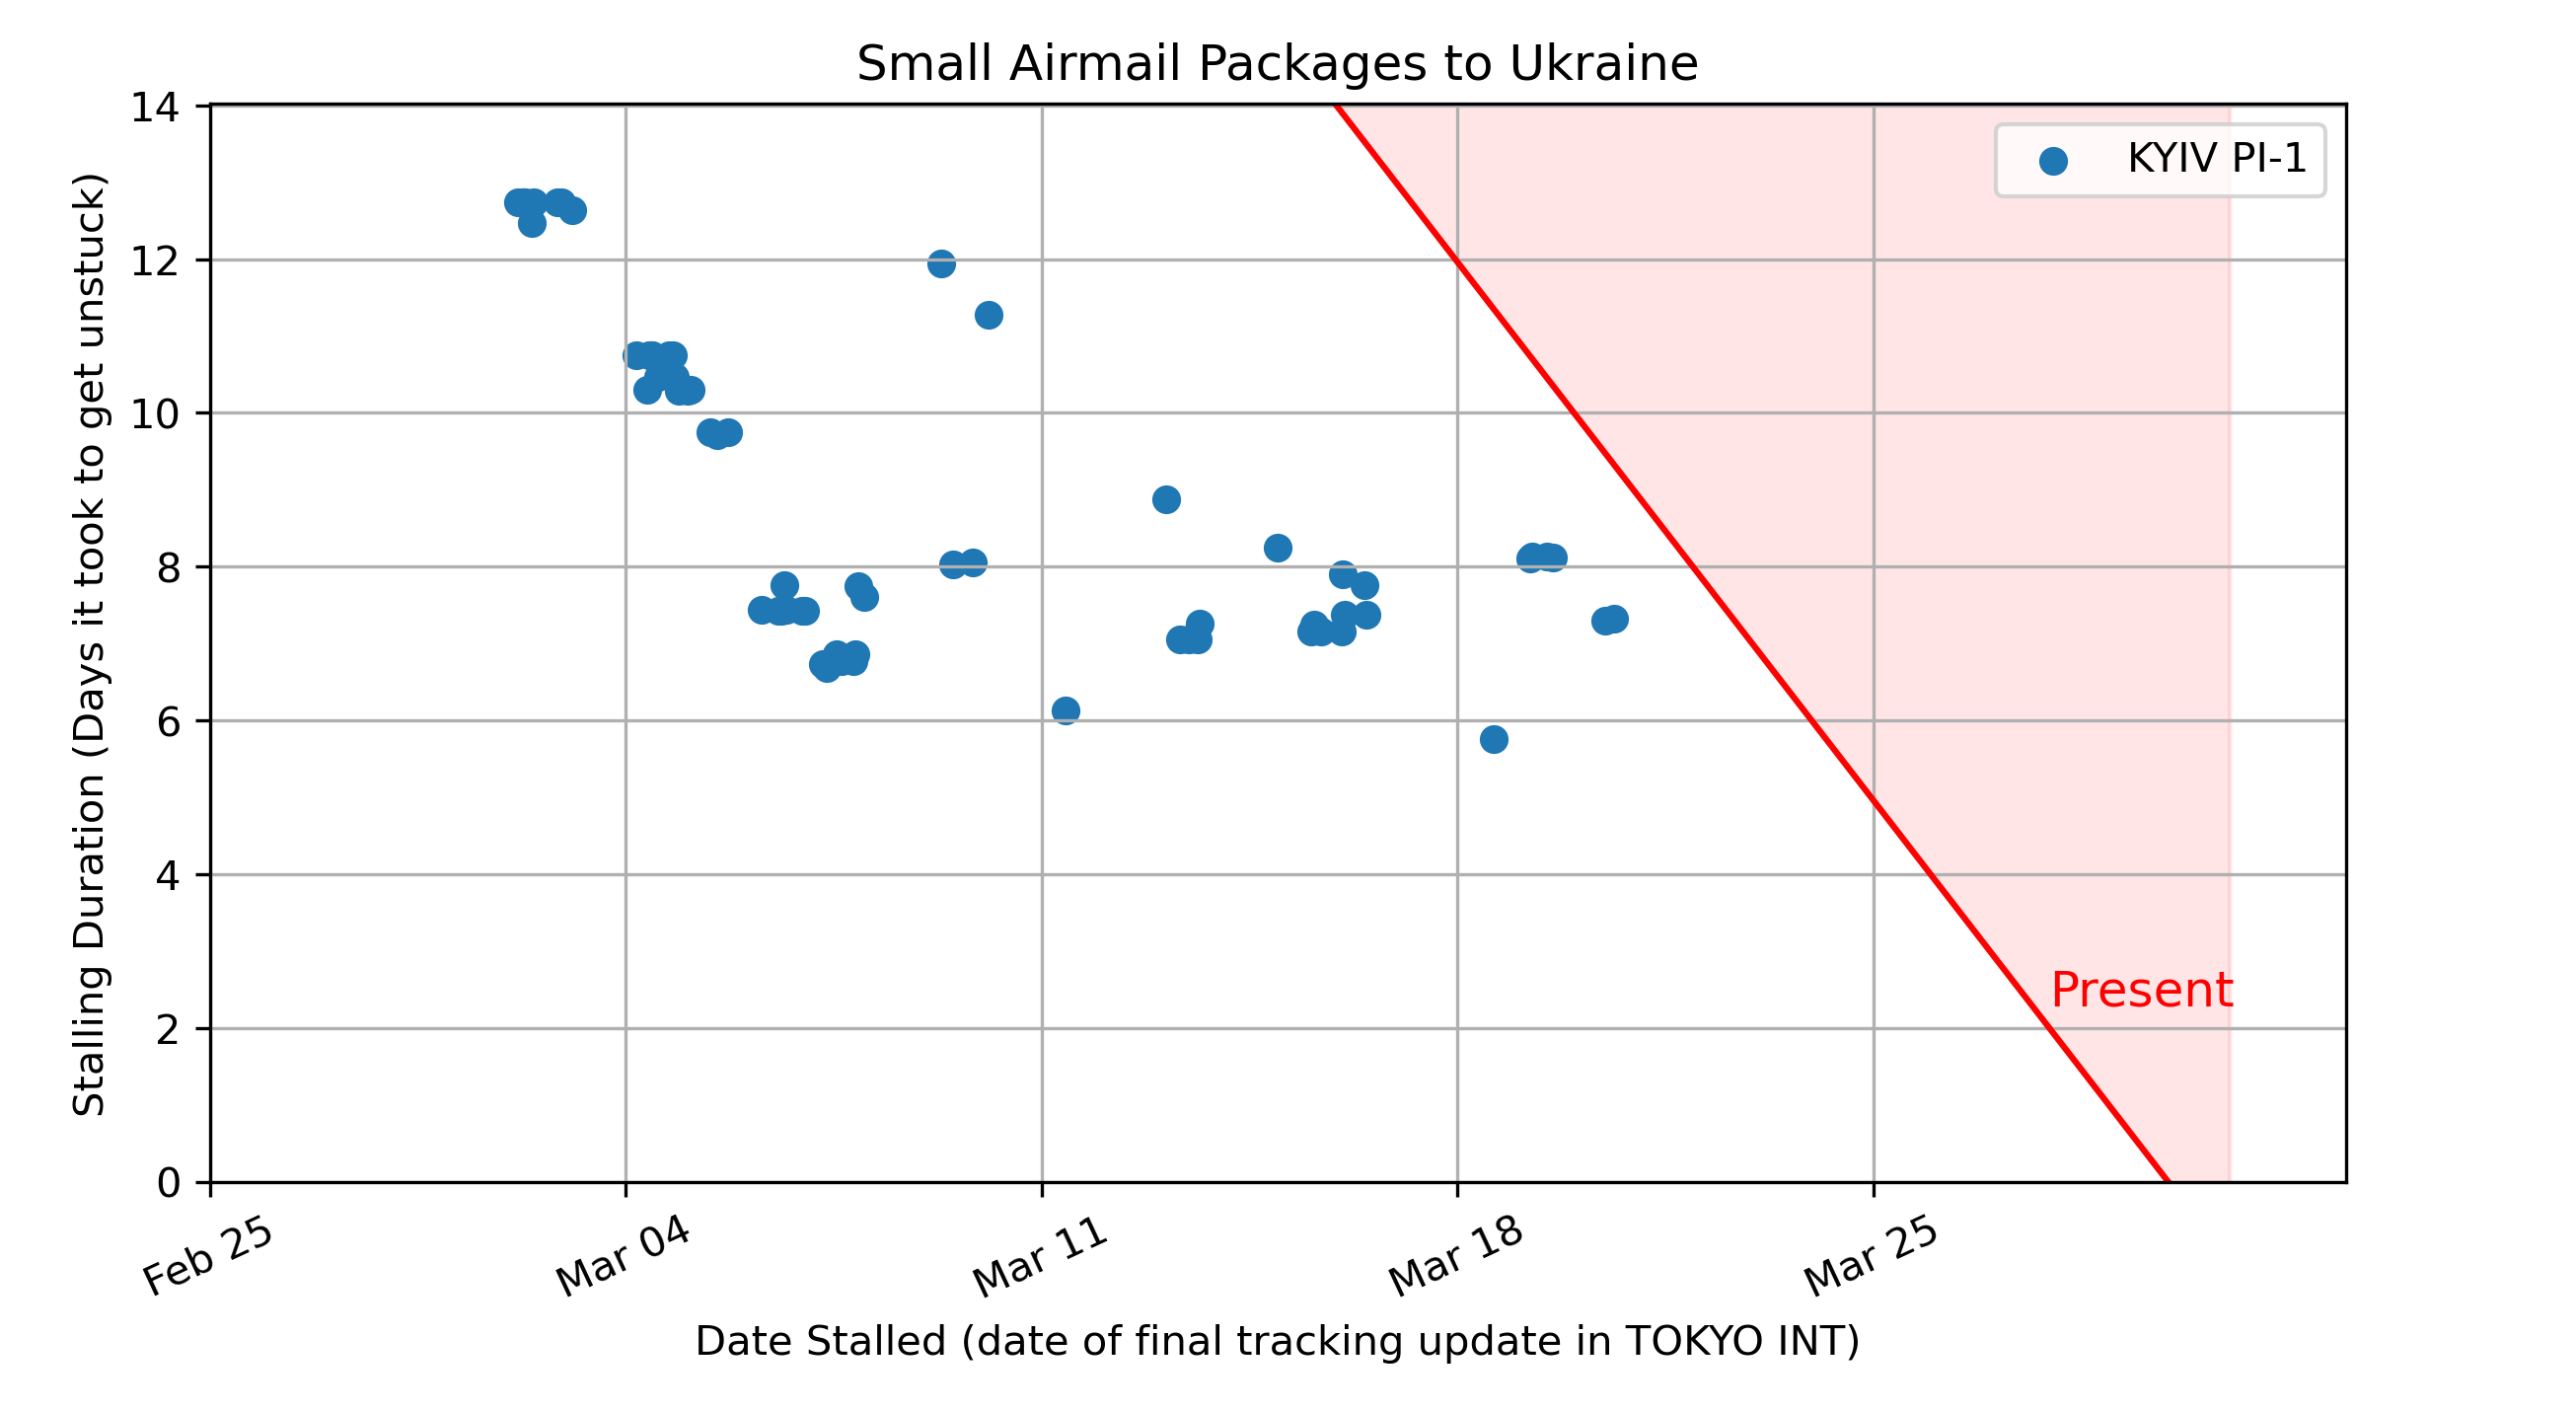 Small Airmail Packages to Ukraine
14
12
10
8
6
4
2
0
Stalling Duration (Days it took to get unstuck)
KYIV PI-1
Present
Feb 25
Mar 04
Mar 11
Mar 18
Mar 25
Date Stalled (date of final tracking update in TOKYO INT)